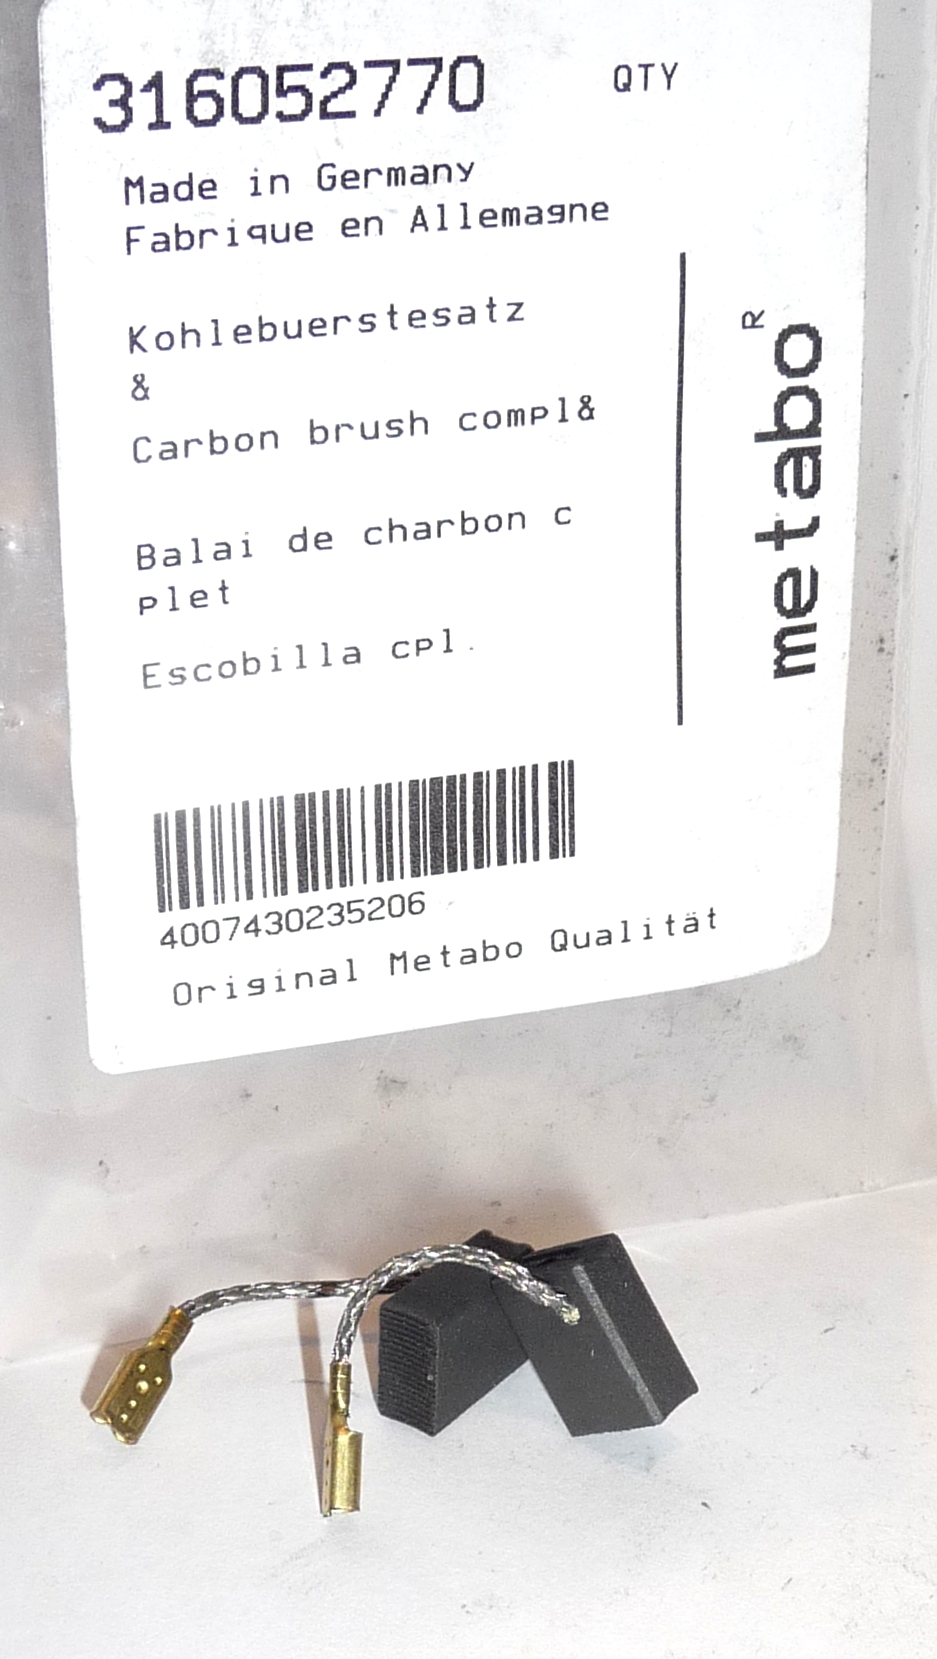 316052770 QTY
Made in Germany
Fabrique en Allemagne
Kohlebuerstesatz
&
Carbon brush compl&
Balai de charbon c
plet
Escobilla cpl.
metabo R
4007430235206
Original Metabo Qualität